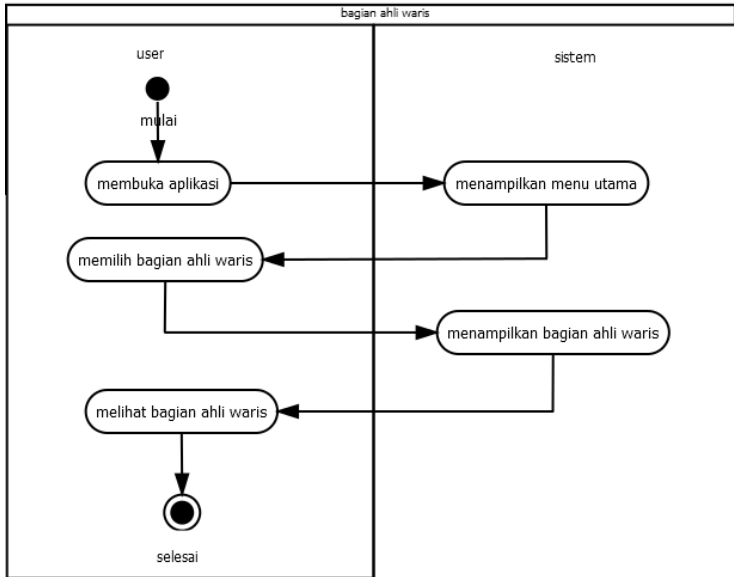 bagian ahli waris
user
sistem
mulai
membuka aplikasi
menampilkan menu utama
memilih bagian ahli waris
menampilkan bagian ahli waris
melihat bagian ahli waris
selesai